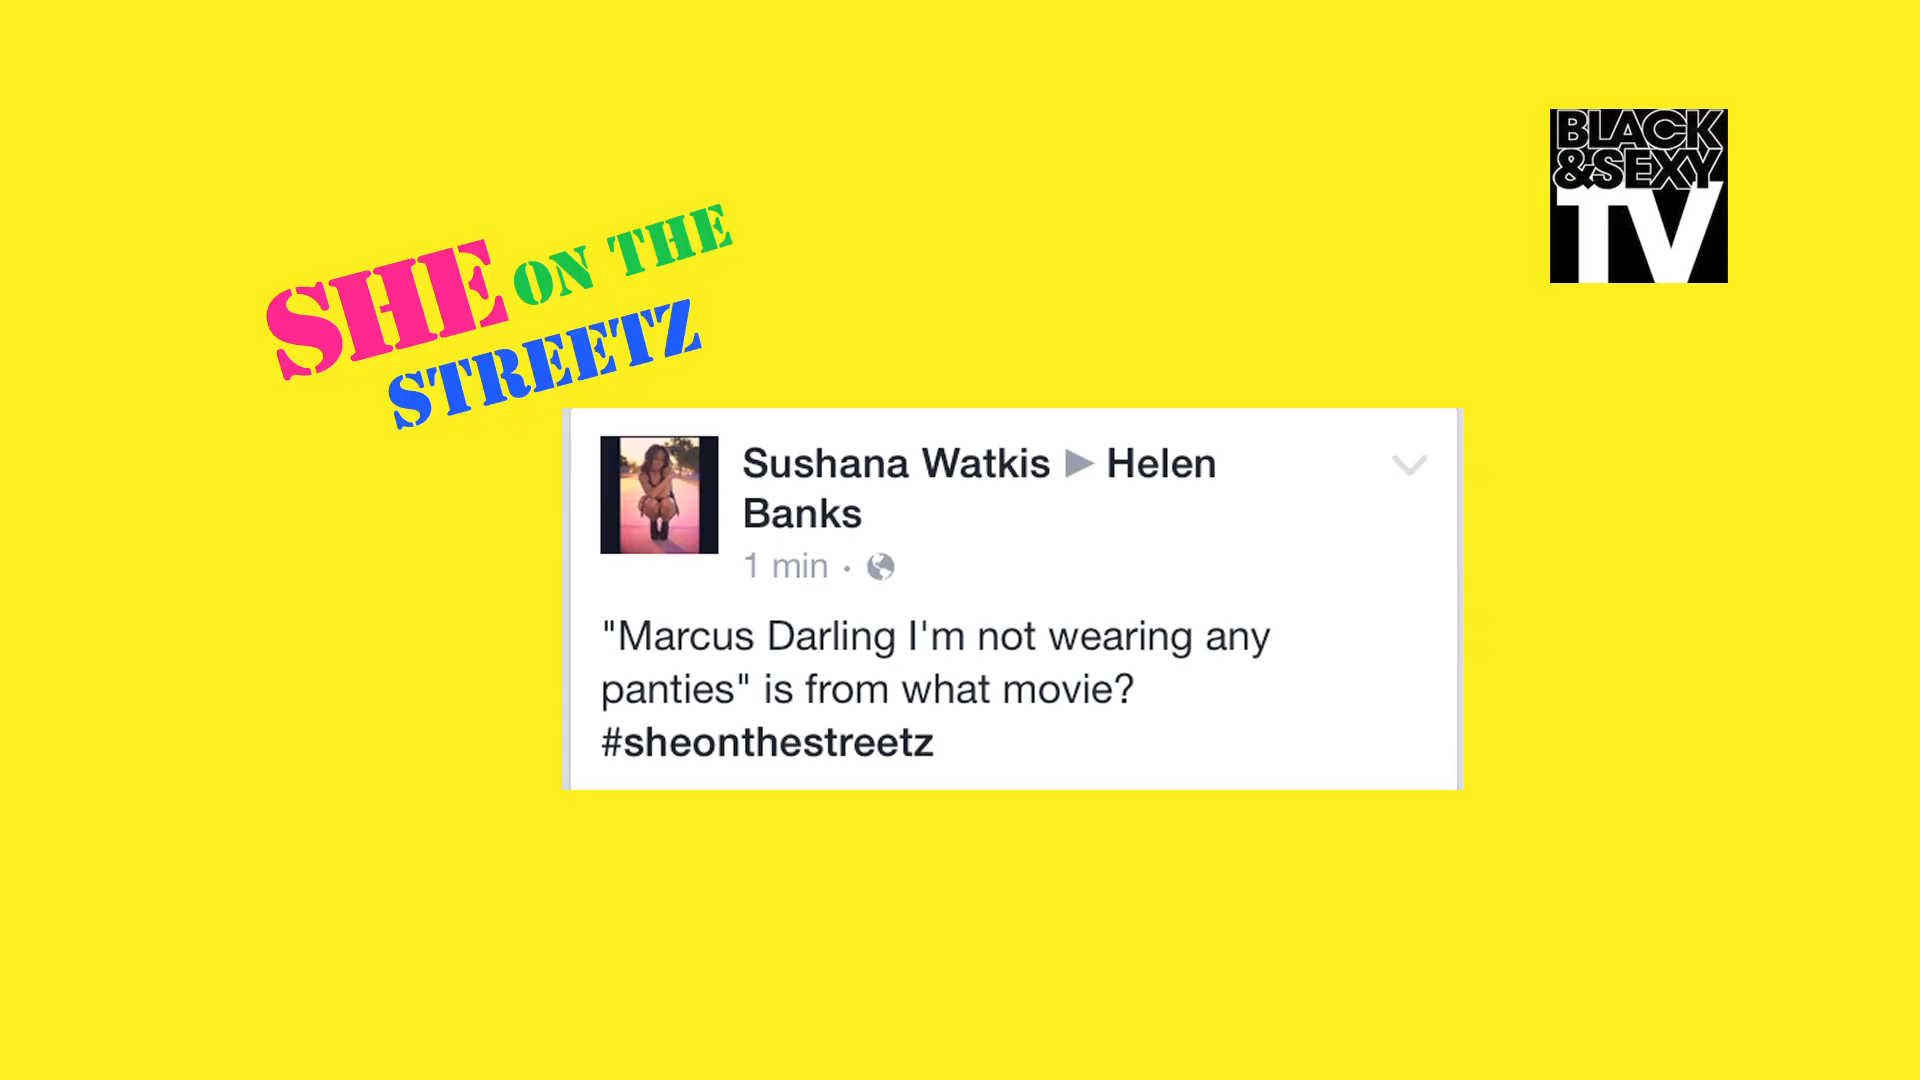 SHE ON THE
STREETZ
BLACK
&SEXY
TV
Sushana Watkis ▶ Helen
Banks
1 min ·
"Marcus Darling I'm not wearing any
panties" is from what movie?
#sheonthestreetz